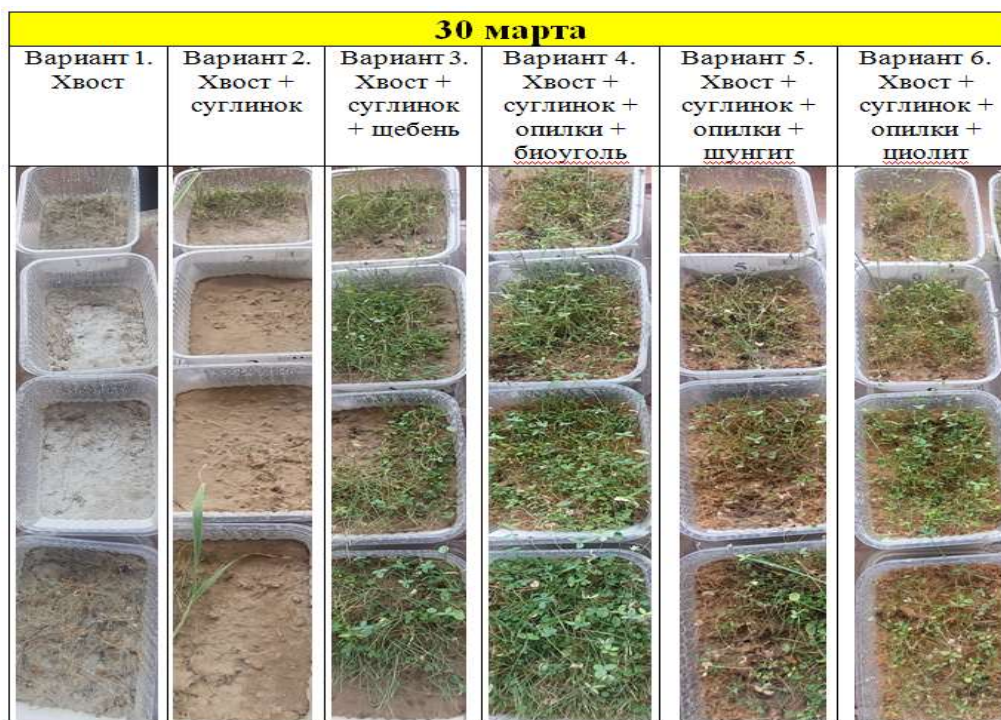 30 марта
Вариант 1.
Хвост
Вариант 2.
Хвост +
суглинок
Вариант 3.
Хвост +
суглинок
+ щебень
Вариант 4.
Хвост +
суглинок +
опилки +
биоуголь
Вариант 5.
Хвост +
суглинок +
опилки +
шунгит
Вариант 6.
Хвост +
суглинок +
опилки +
циолит